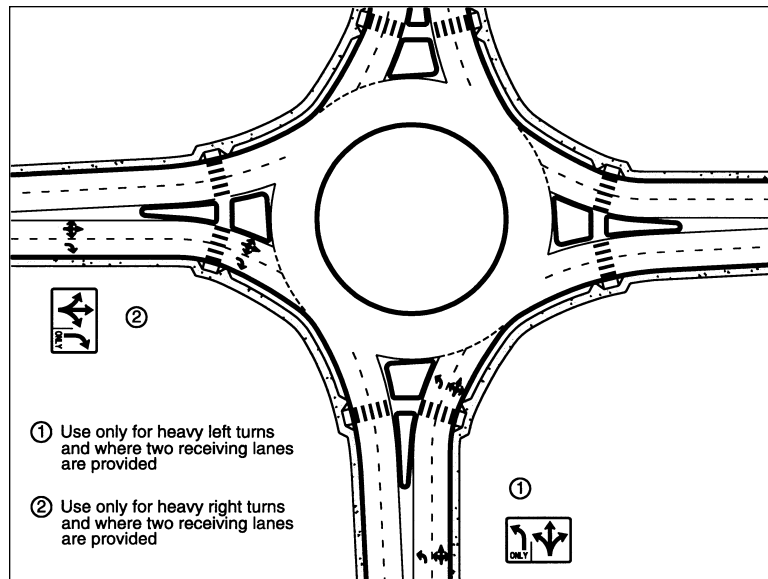 ONLY
②
① Use only for heavy left turns
and where two receiving lanes
are provided
② Use only for heavy right turns
and where two receiving lanes
are provided
①
ONLY